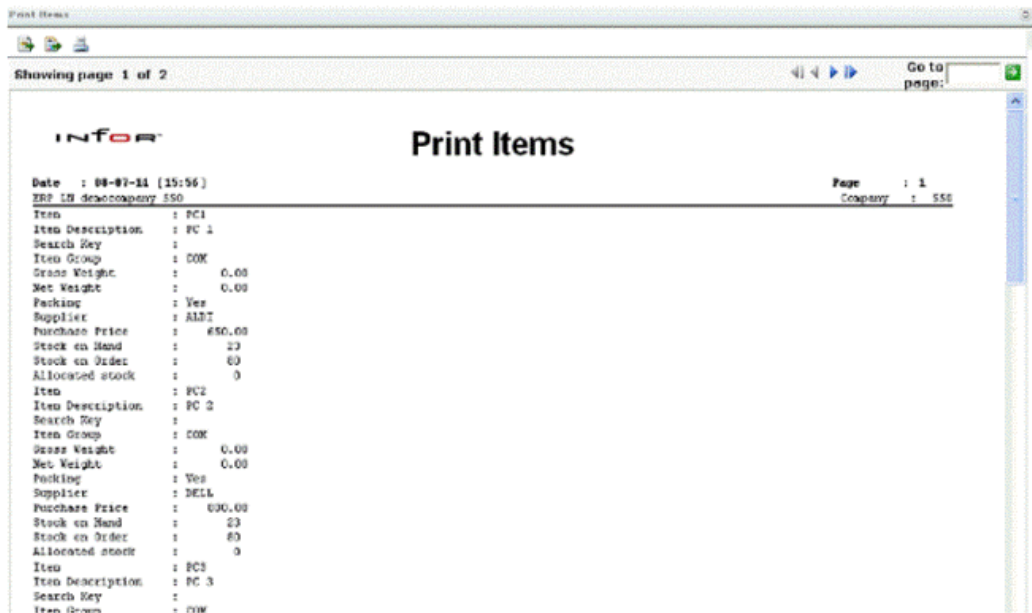 Print Items
Showing page 1 of 2
Go to page:
infor
Print Items
Date : 08-07-11 [15:56] Page : 1
ERP LN democompany 550 Company : 550
Item : PC1
Item Description : PC 1
Search Key :
Item Group : COM
Gross Weight : 0.00
Net Weight : 0.00
Packing : Yes
Supplier : ALDI
Purchase Price : 650.00
Stock on Hand : 23
Stock on Order : 80
Allocated stock : 0
Item : PC2
Item Description : PC 2
Search Key :
Item Group : COM
Gross Weight : 0.00
Net Weight : 0.00
Packing : Yes
Supplier : DELL
Purchase Price :
Stock on Hand : 23
Stock on Order : 80
Allocated stock : 0
Item : PC3
Item Description : PC 3
Search Key :
Item Group : COM